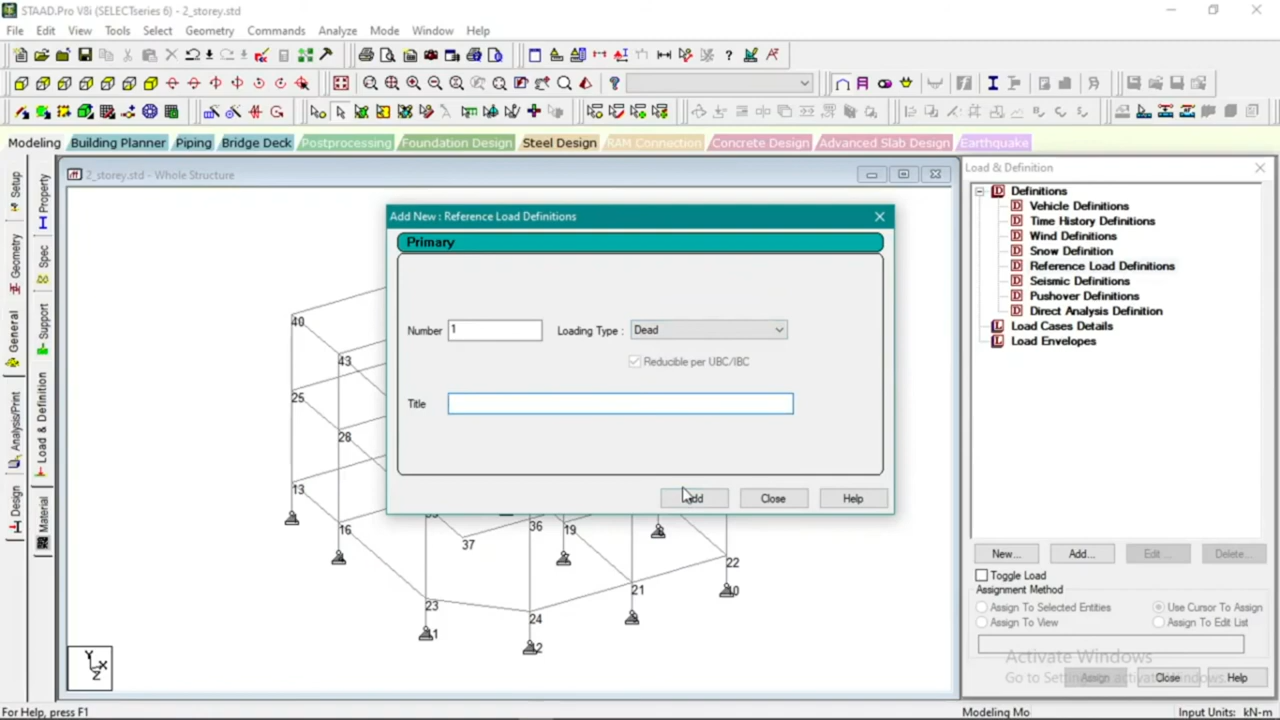 STAAD.Pro V8i (SELECTseries 6) - 2_storey.std
File Edit View Tools Select Geometry Commands Analyze Mode Window Help
Modeling Building Planner Piping Bridge Deck Postprocessing Foundation Design Steel Design RAM Connection Concrete Design Advanced Slab Design Earthquake
Setup
Geometry
General
Analysis/Print
Design
Property
Spec
Support
Load & Definition
Material
2_storey.std - Whole Structure
Add New : Reference Load Definitions
Primary
Number 1 Loading Type : Dead
Reducible per UBC/IBC
Title
Add Close Help
40
43
25
28
13
16
36
19
37
22
21
23
24
Y
X
Z
Load & Definition
Definitions
Vehicle Definitions
Time History Definitions
Wind Definitions
Snow Definition
Reference Load Definitions
Seismic Definitions
Pushover Definitions
Direct Analysis Definition
Load Cases Details
Load Envelopes
New... Add... Edit ... Delete...
Toggle Load
Assignment Method
Assign To Selected Entities Use Cursor To Assign
Assign To View Assign To Edit List
Activate Windows
Go to Settings to activate Windows.
Assign Close Help
For Help, press F1 Modeling Mo Input Units: kN-m